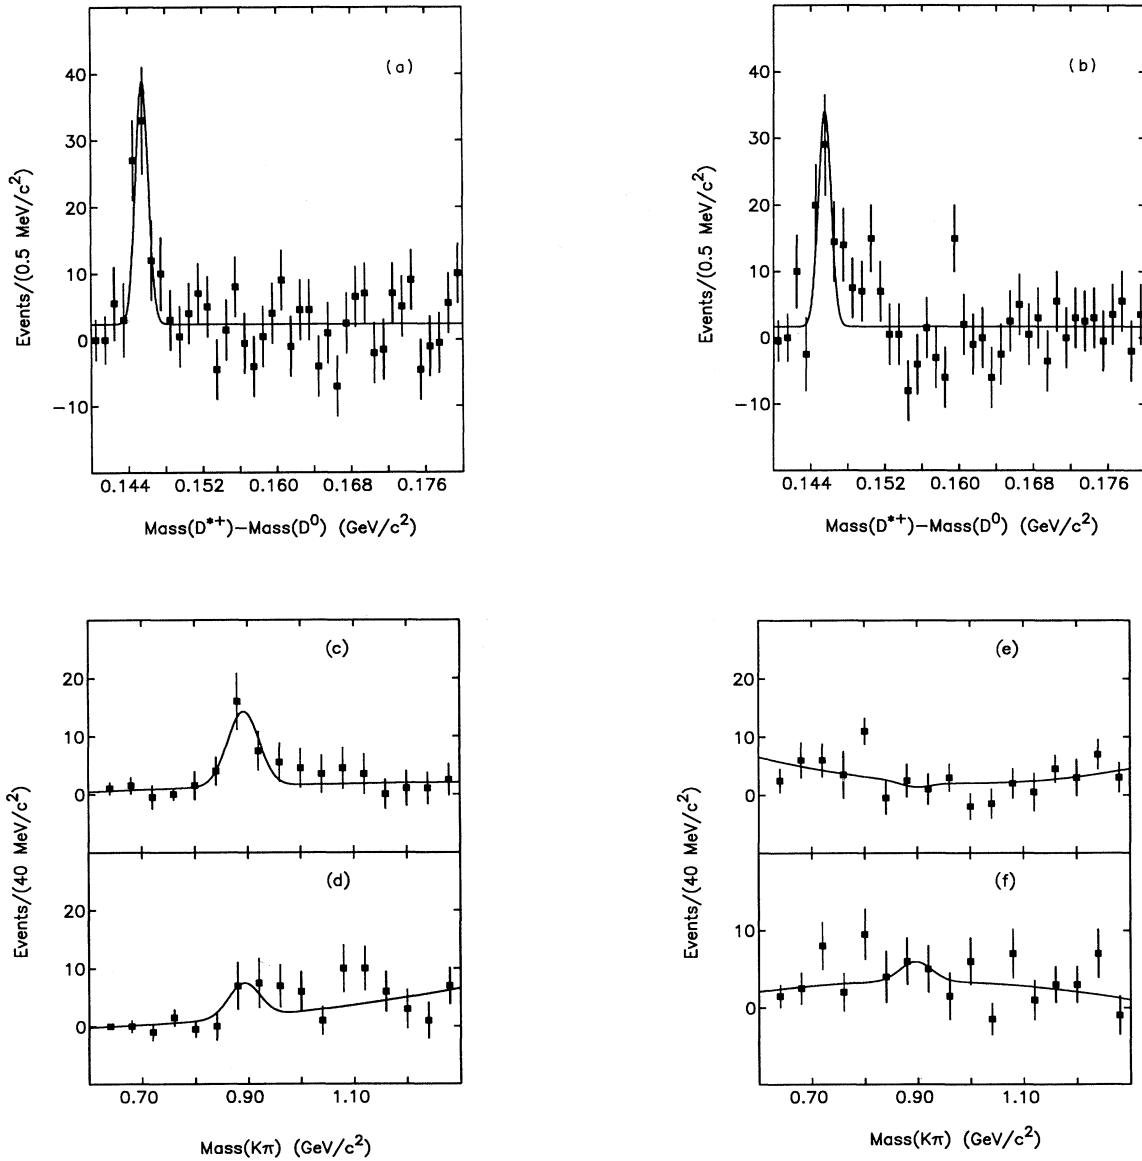 (a)
40
30
20
10
0
−10
Events/(0.5 MeV/c²)
0.144 0.152 0.160 0.168 0.176
Mass(D*⁺)−Mass(D⁰) (GeV/c²)
(b)
40
30
20
10
0
−10
Events/(0.5 MeV/c²)
0.144 0.152 0.160 0.168 0.176
Mass(D*⁺)−Mass(D⁰) (GeV/c²)
(c)
20
10
0
(d)
20
10
0
Events/(40 MeV/c²)
0.70 0.90 1.10
Mass(Kπ) (GeV/c²)
(e)
20
10
0
(f)
10
0
Events/(40 MeV/c²)
0.70 0.90 1.10
Mass(Kπ) (GeV/c²)